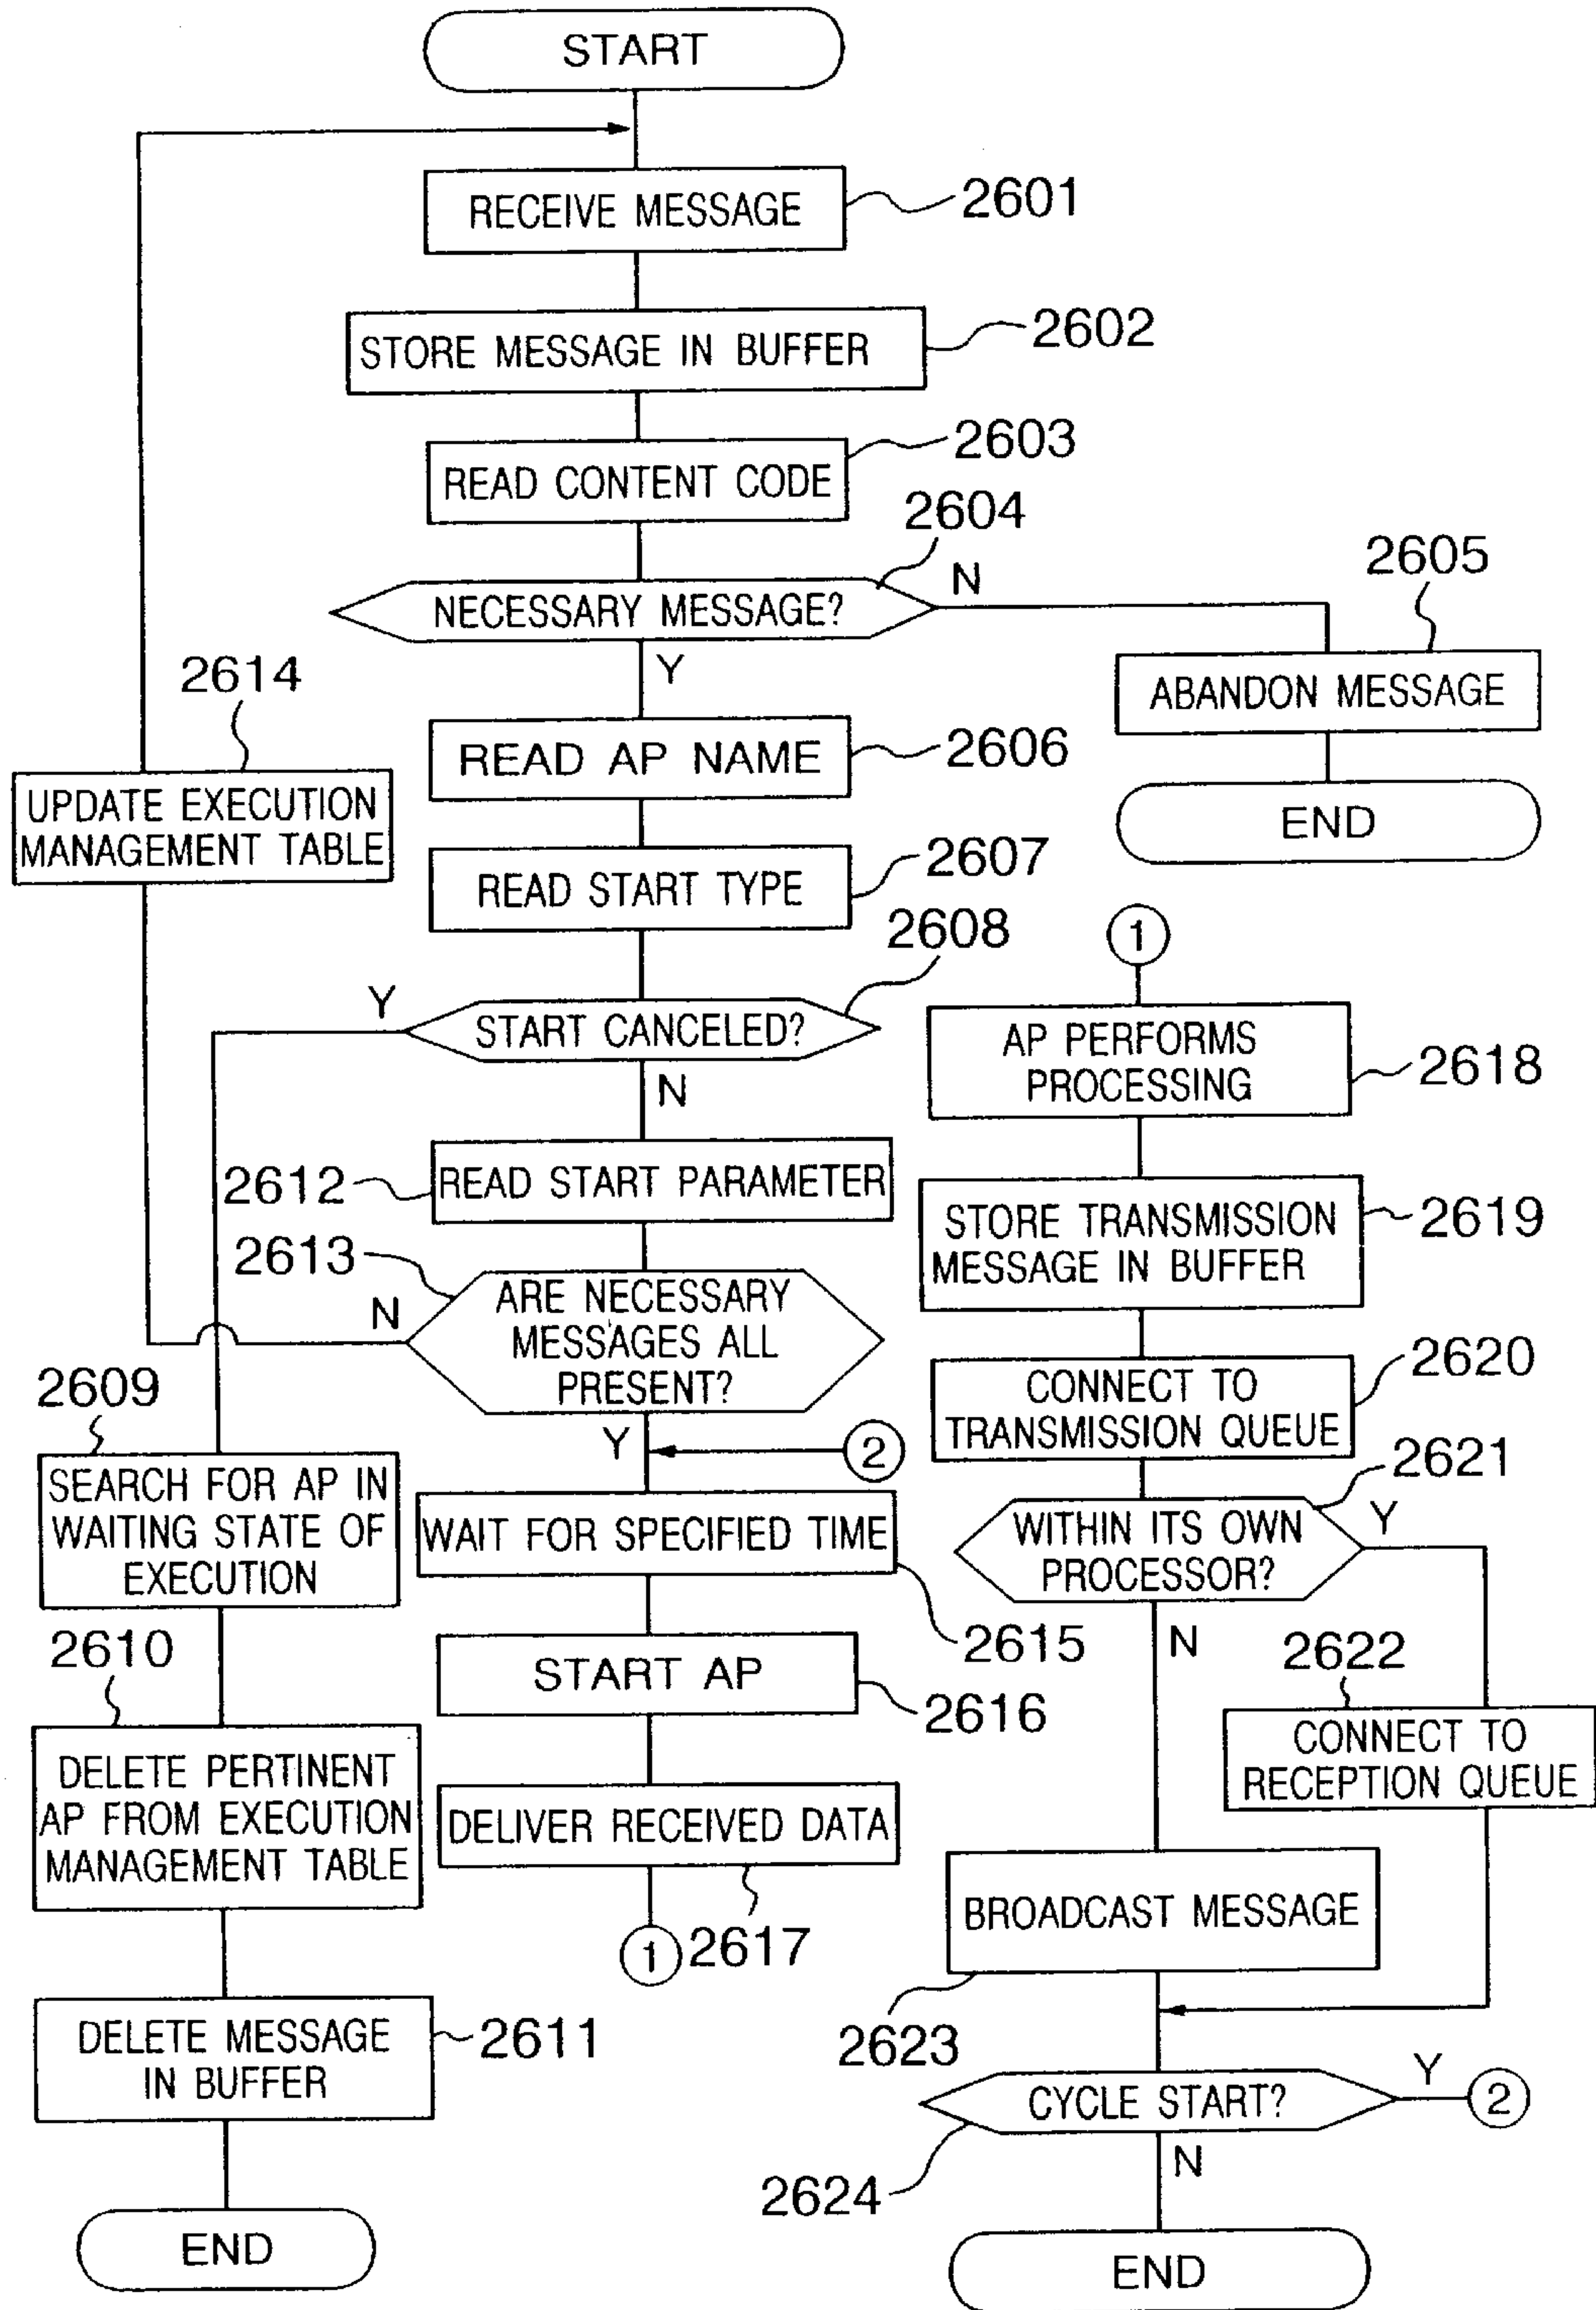 START
RECEIVE MESSAGE
2601
STORE MESSAGE IN BUFFER
2602
READ CONTENT CODE
2603
2604
NECESSARY MESSAGE?
N
Y
2605
ABANDON MESSAGE
END
2614
UPDATE EXECUTION
MANAGEMENT TABLE
READ AP NAME
2606
READ START TYPE
2607
2608
START CANCELED?
Y
N
2612
READ START PARAMETER
2613
ARE NECESSARY
MESSAGES ALL
PRESENT?
N
Y
2
2609
SEARCH FOR AP IN
WAITING STATE OF
EXECUTION
2610
DELETE PERTINENT
AP FROM EXECUTION
MANAGEMENT TABLE
DELETE MESSAGE
IN BUFFER
2611
END
WAIT FOR SPECIFIED TIME
2615
START AP
2616
DELIVER RECEIVED DATA
1
2617
1
AP PERFORMS
PROCESSING
2618
STORE TRANSMISSION
MESSAGE IN BUFFER
2619
CONNECT TO
TRANSMISSION QUEUE
2620
2621
WITHIN ITS OWN
PROCESSOR?
Y
N
2622
CONNECT TO
RECEPTION QUEUE
BROADCAST MESSAGE
2623
CYCLE START?
Y
2
2624
N
END